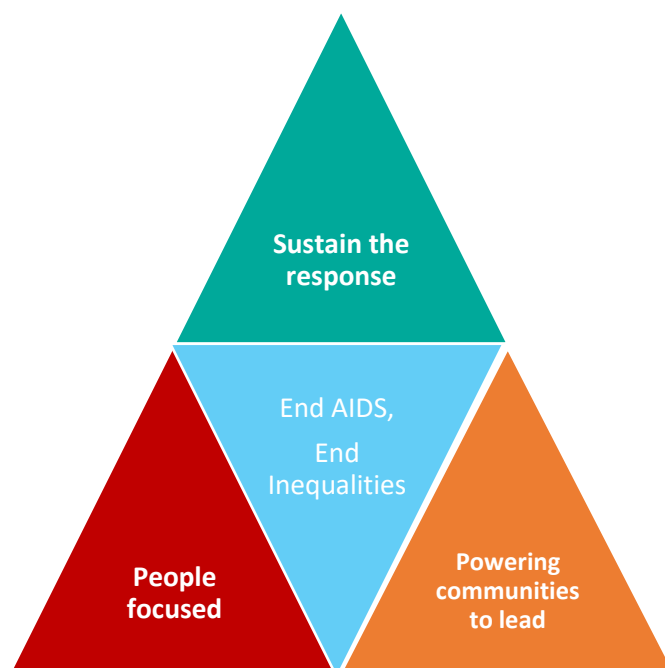 Sustain the
response
End AIDS,
End
Inequalities
People
focused
Powering
communities
to lead